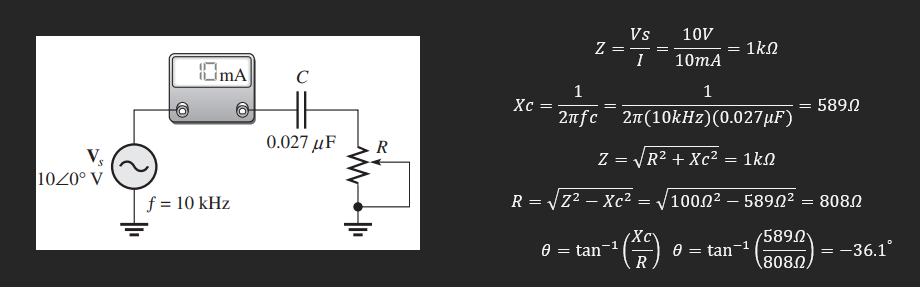 10 mA
C
0.027 μF
R
Vs
10∠0° V
f = 10 kHz
Z = Vs/I = 10V/10mA = 1kΩ
Xc = 1/2πfc = 1/2π(10kHz)(0.027μF) = 589Ω
Z = √R² + Xc² = 1kΩ
R = √Z² − Xc² = √100Ω² − 589Ω² = 808Ω
θ = tan⁻¹(Xc/R) θ = tan⁻¹(589Ω/808Ω) = −36.1°